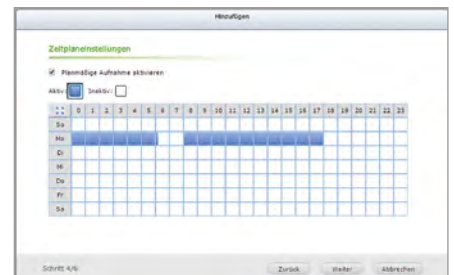 Hinzufügen
Zeitplaneinstellungen
Planmäßige Aufnahme aktivieren
Aktiv: Inaktiv:
0 1 2 3 4 5 6 7 8 9 10 11 12 13 14 15 16 17 18 19 20 21 22 23
So
Mo
Di
Mi
Do
Fr
Sa
Schritt 4/6 Zurück Weiter Abbrechen